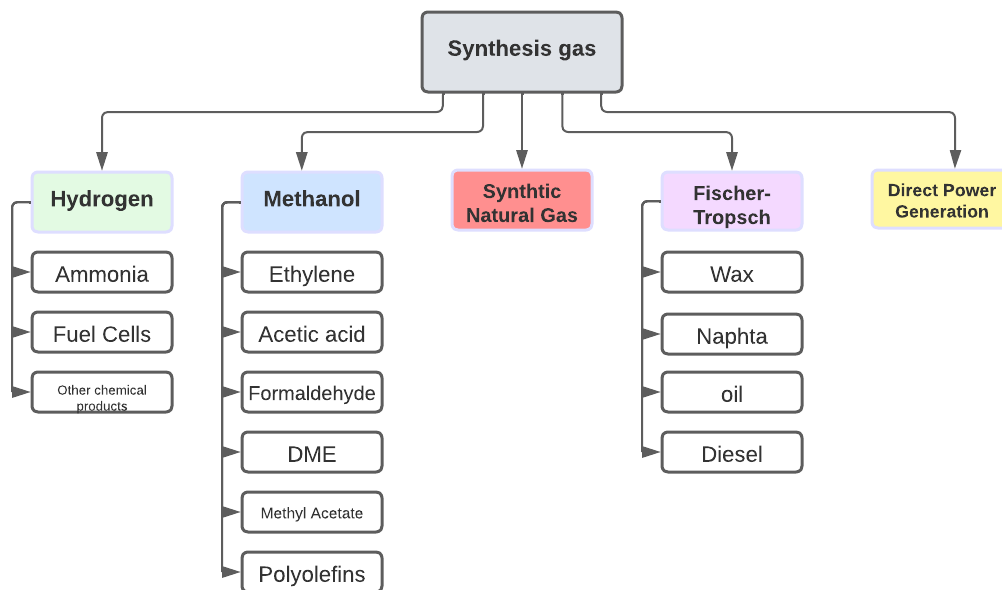 Synthesis gas
Hydrogen
Methanol
Synthtic
Natural Gas
Fischer-
Tropsch
Direct Power
Generation
Ammonia
Fuel Cells
Other chemical
products
Ethylene
Acetic acid
Formaldehyde
DME
Methyl Acetate
Polyolefins
Wax
Naphta
oil
Diesel